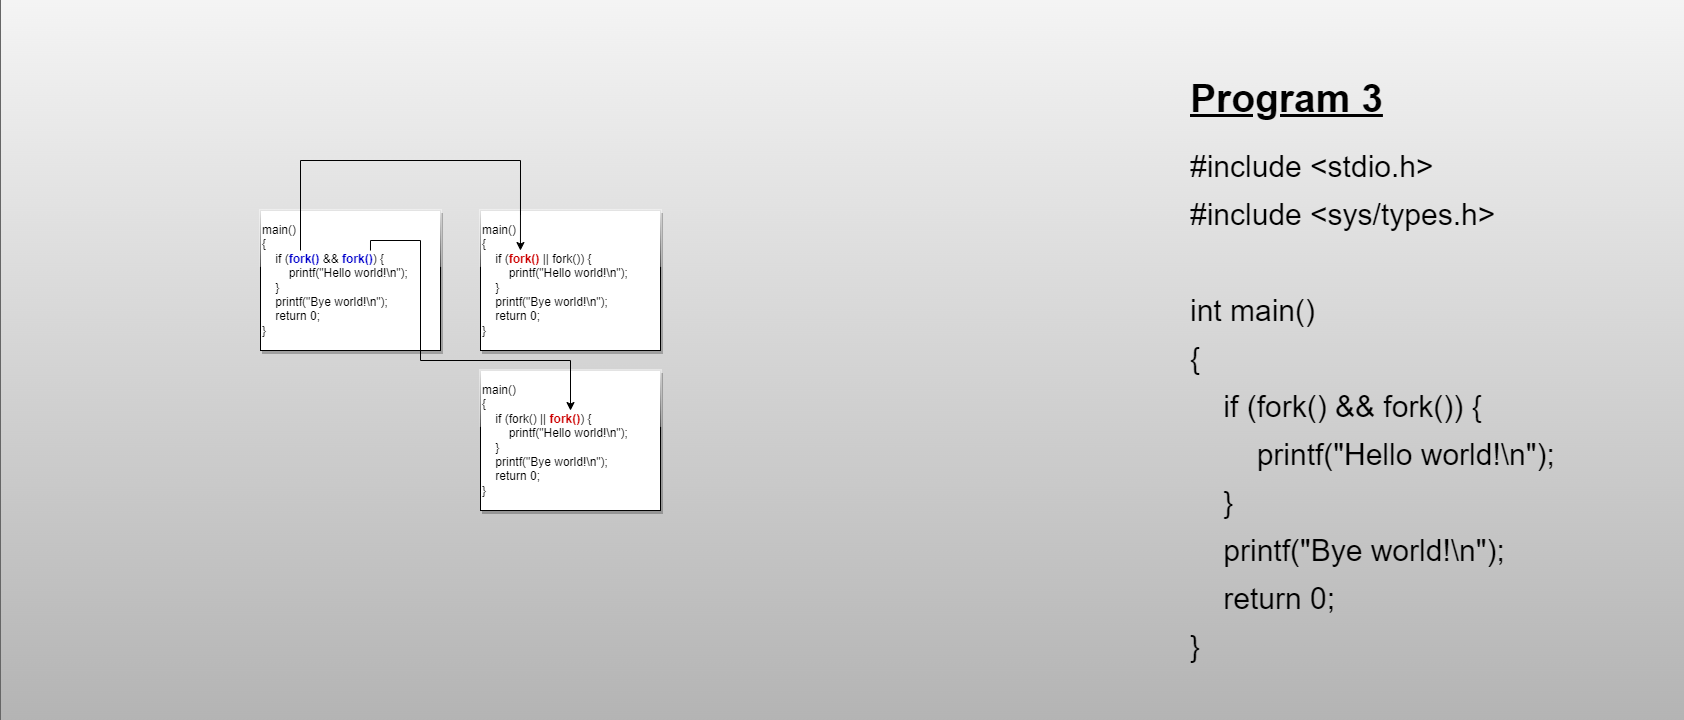 main()
{
if (fork() && fork()) {
printf("Hello world!\n");
}
printf("Bye world!\n");
return 0;
}
main()
{
if (fork() || fork()) {
printf("Hello world!\n");
}
printf("Bye world!\n");
return 0;
}
main()
{
if (fork() || fork()) {
printf("Hello world!\n");
}
printf("Bye world!\n");
return 0;
}
Program 3
#include <stdio.h>
#include <sys/types.h>
int main()
{
if (fork() && fork()) {
printf("Hello world!\n");
}
printf("Bye world!\n");
return 0;
}